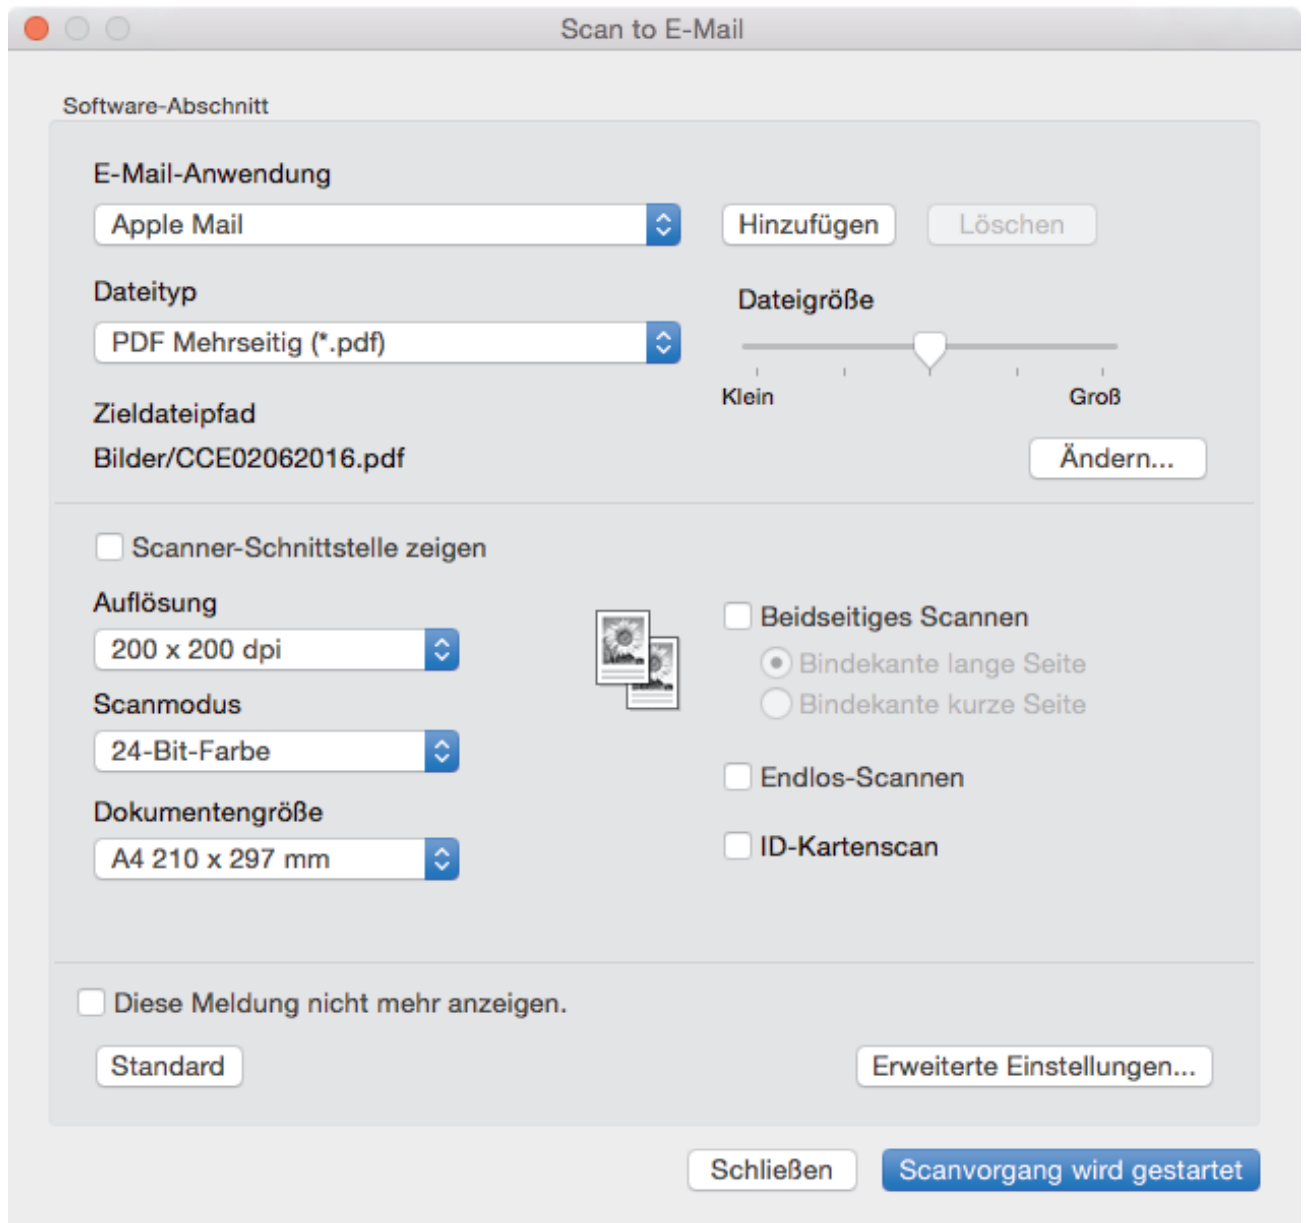 Scan to E-Mail
Software-Abschnitt
E-Mail-Anwendung
Apple Mail
Hinzufügen
Löschen
Dateityp
Dateigröße
PDF Mehrseitig (*.pdf)
Klein
Groß
Zieldateipfad
Bilder/CCE02062016.pdf
Ändern...
Scanner-Schnittstelle zeigen
Auflösung
200 x 200 dpi
Beidseitiges Scannen
Bindekante lange Seite
Bindekante kurze Seite
Scanmodus
24-Bit-Farbe
Endlos-Scannen
Dokumentengröße
A4 210 x 297 mm
ID-Kartenscan
Diese Meldung nicht mehr anzeigen.
Standard
Erweiterte Einstellungen...
Schließen
Scanvorgang wird gestartet